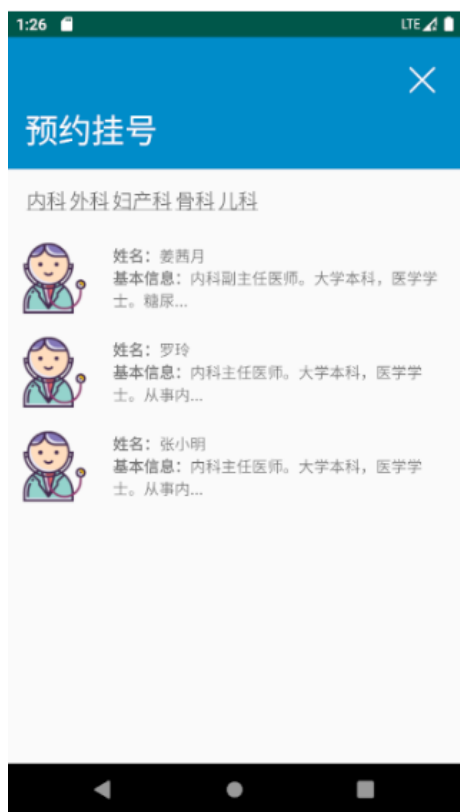 1:26 LTE
预约挂号
内科 外科 妇产科 骨科 儿科
姓名：姜茜月
基本信息：内科副主任医师。大学本科，医学学
士。糖尿...
姓名：罗玲
基本信息：内科主任医师。大学本科，医学学
士。从事内...
姓名：张小明
基本信息：内科主任医师。大学本科，医学学
士。从事内...